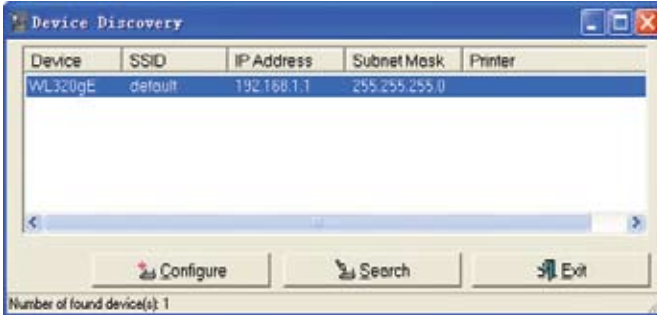 Device Discovery
Device SSID IP Address Subnet Mask Printer
WL320gE default 192.168.1.1 255.255.255.0
Configure Search Exit
Number of found device(s): 1